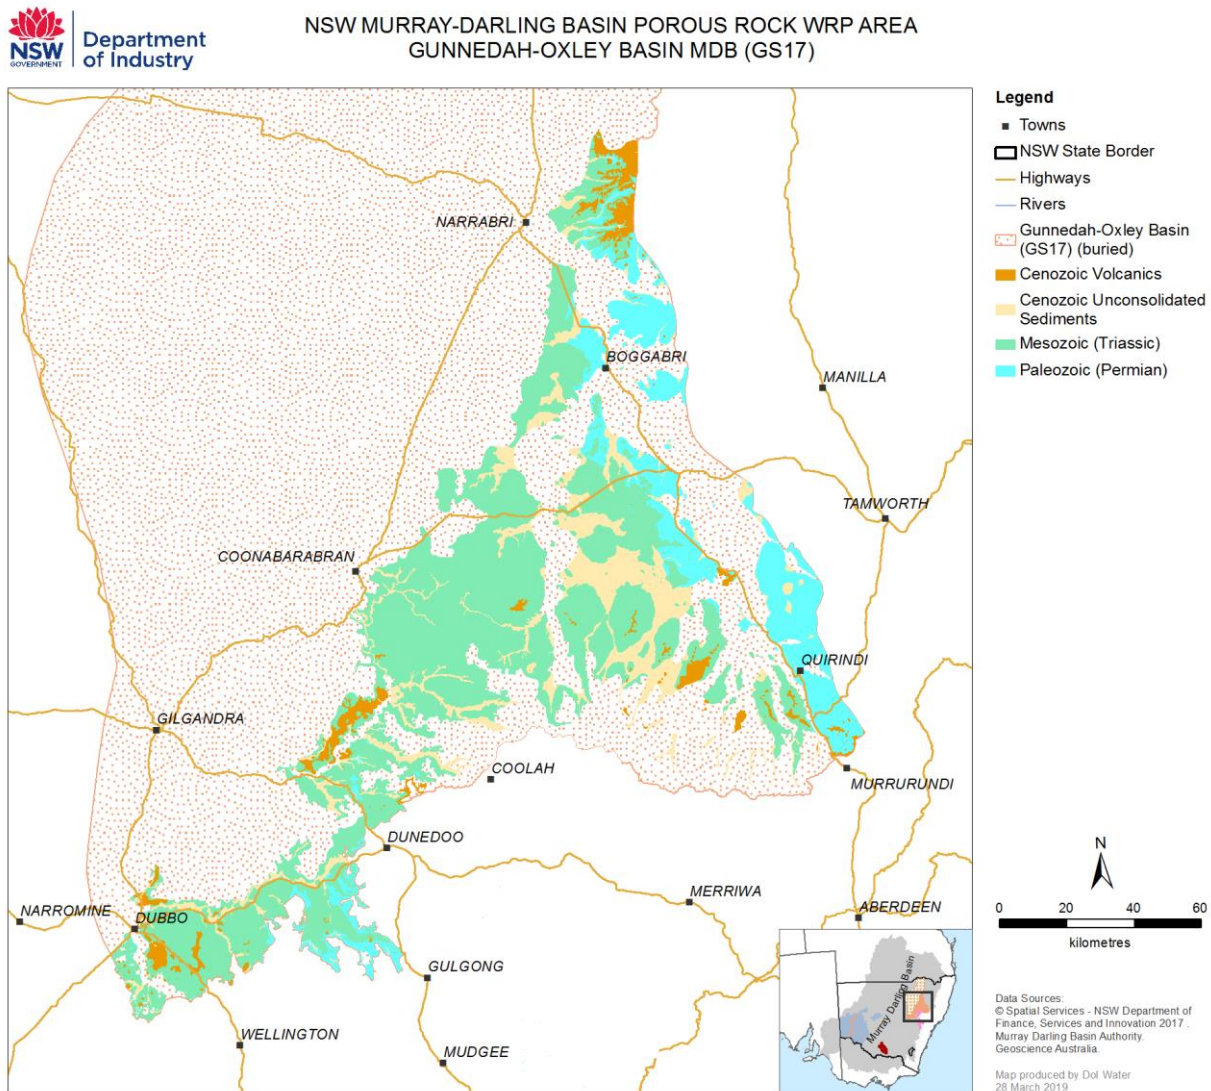 NSW
GOVERNMENT
Department
of Industry
NSW MURRAY-DARLING BASIN POROUS ROCK WRP AREA
GUNNEDAH-OXLEY BASIN MDB (GS17)
NARRABRI
BOGGABRI
MANILLA
TAMWORTH
COONABARABRAN
QUIRINDI
GILGANDRA
COOLAH
MURRURUNDI
DUNEDOO
MERRIWA
NARROMINE
DUBBO
ABERDEEN
GULGONG
WELLINGTON
MUDGEE
Murray Darling Basin
Legend
Towns
NSW State Border
Highways
Rivers
Gunnedah-Oxley Basin
(GS17) (buried)
Cenozoic Volcanics
Cenozoic Unconsolidated
Sediments
Mesozoic (Triassic)
Paleozoic (Permian)
N
0 20 40 60
kilometres
Data Sources:
© Spatial Services - NSW Department of
Finance, Services and Innovation 2017 .
Murray Darling Basin Authority.
Geoscience Australia.
Map produced by DoI Water
28 March 2019